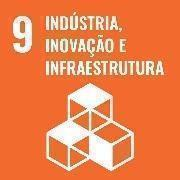 9 INDÚSTRIA,
INOVAÇÃO E
INFRAESTRUTURA